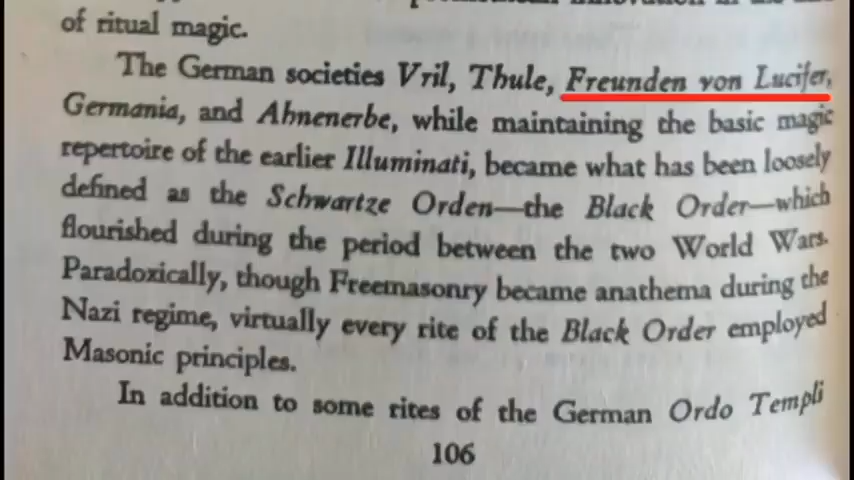 of ritual magic.
The German societies Vril, Thule, Freunden von Lucifer,
Germania, and Ahnenerbe, while maintaining the basic magic
repertoire of the earlier Illuminati, became what has been loosely
defined as the Schwartze Orden—the Black Order—which
flourished during the period between the two World Wars.
Paradoxically, though Freemasonry became anathema during the
Nazi regime, virtually every rite of the Black Order employed
Masonic principles.
In addition to some rites of the German Ordo Templi
106